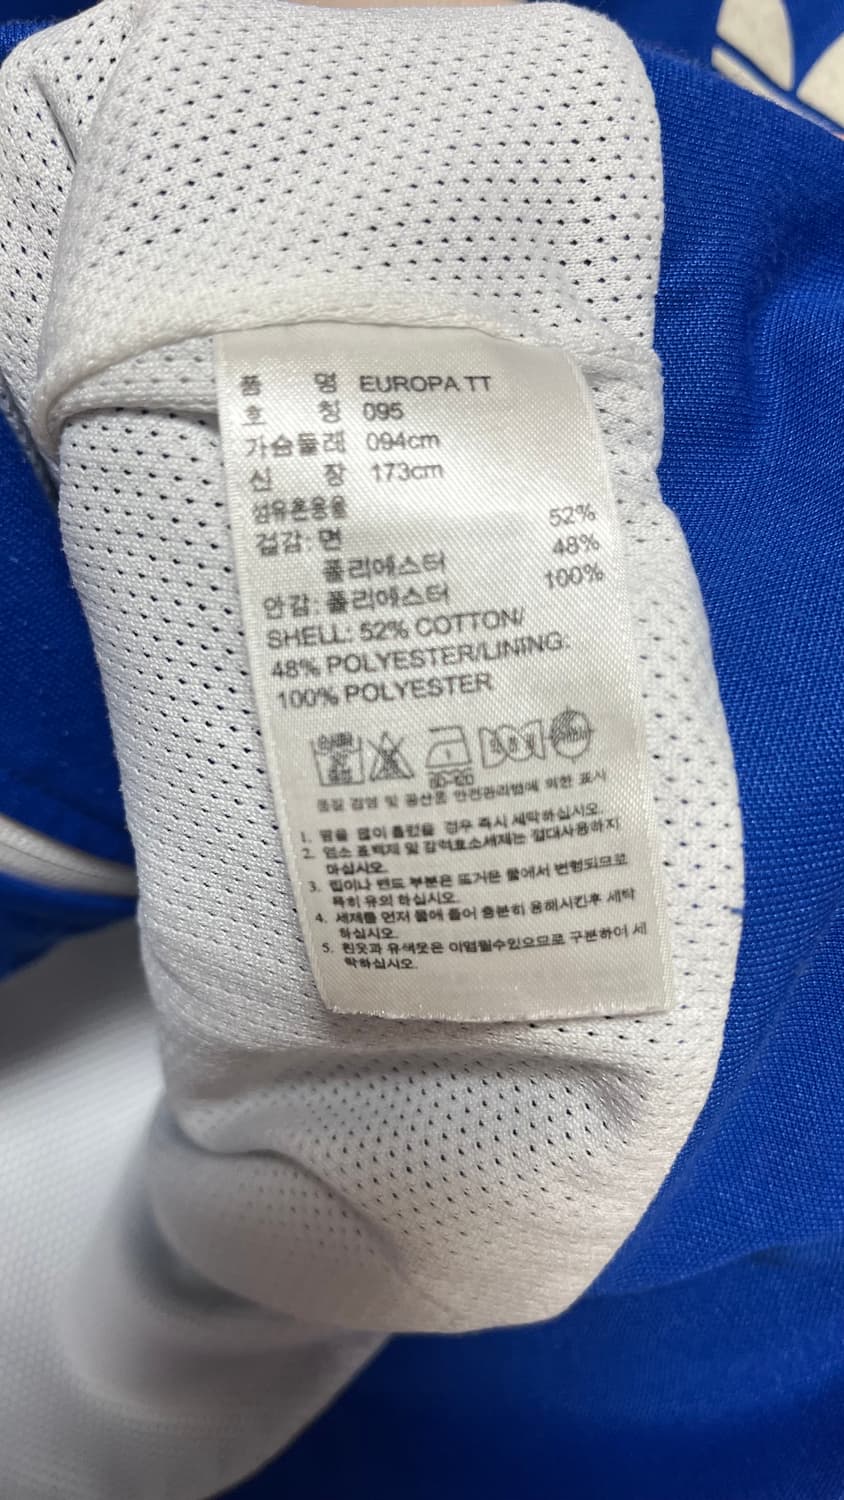 품 명 EUROPA TT
호 칭 095
가슴둘레 094cm
신 장 173cm
섬유혼용율
겉감: 면 52%
폴리에스터 48%
안감: 폴리에스터 100%
SHELL: 52% COTTON/
48% POLYESTER/LINING:
100% POLYESTER
80~120
품질 경영 및 공산품 안전관리법에 의한 표시
1. 땀을 많이 흘렸을 경우 즉시 세탁하십시오.
2. 염소 표백제 및 강력효소세제는 절대사용하지
마십시오.
3. 립이나 밴드 부분은 뜨거운 물에서 변형되므로
특히 유의 하십시오.
4. 세제를 먼저 물에 풀어 충분히 용해시킨후 세탁
하십시오.
5. 흰옷과 유색옷은 이염될수있으므로 구분하여 세
탁하십시오.